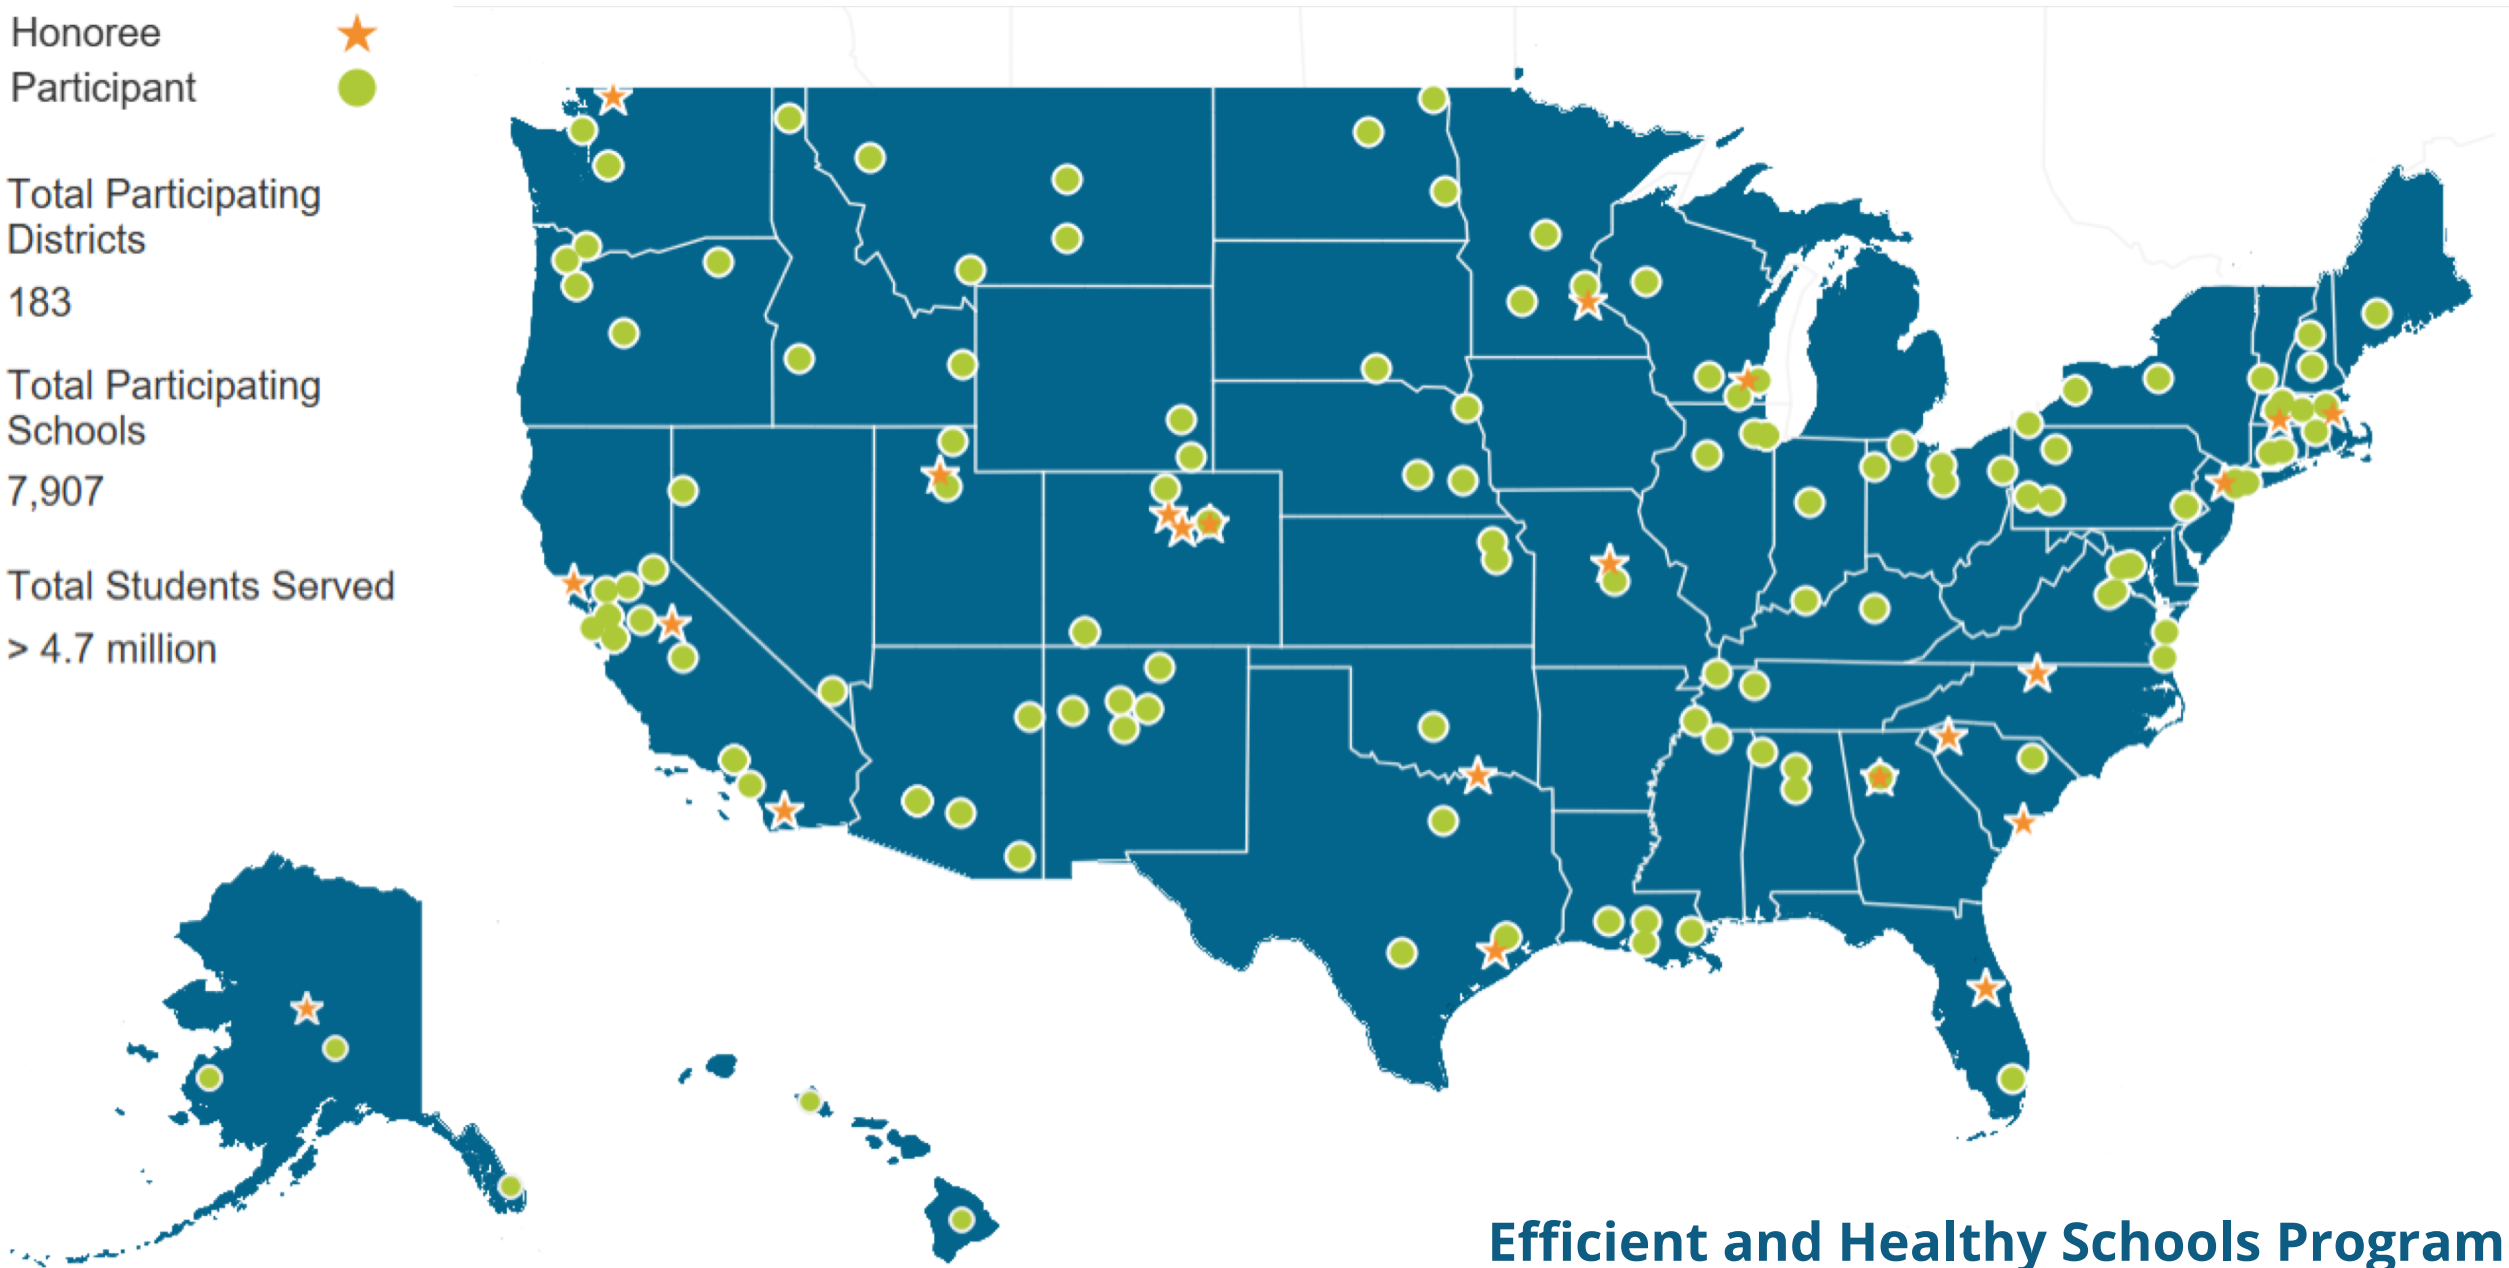 Honoree
Participant
Total Participating
Districts
183
Total Participating
Schools
7,907
Total Students Served
> 4.7 million
Efficient and Healthy Schools Program